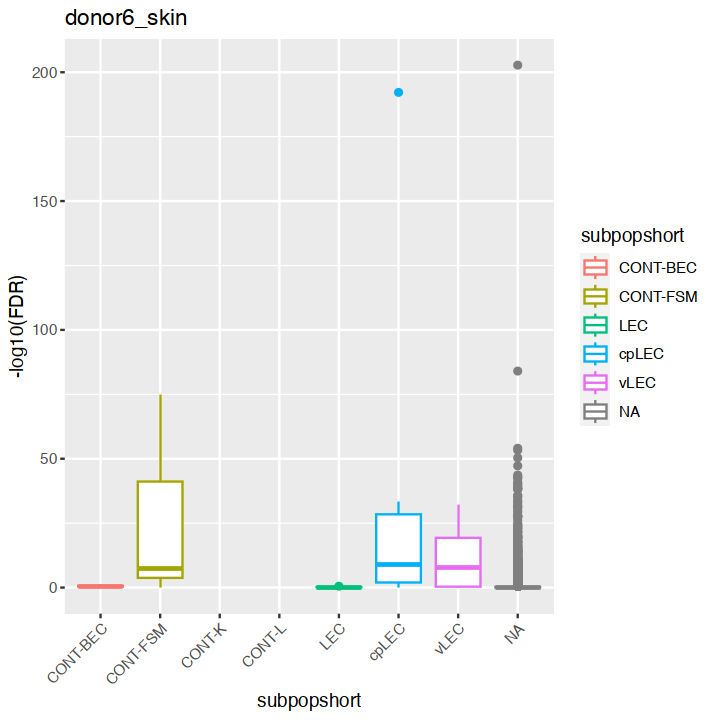 donor6_skin
200
150
100
50
0
-log10(FDR)
CONT-BEC
CONT-FSM
CONT-K
CONT-L
LEC
cpLEC
vLEC
NA
subpopshort
subpopshort
CONT-BEC
CONT-FSM
LEC
cpLEC
vLEC
NA